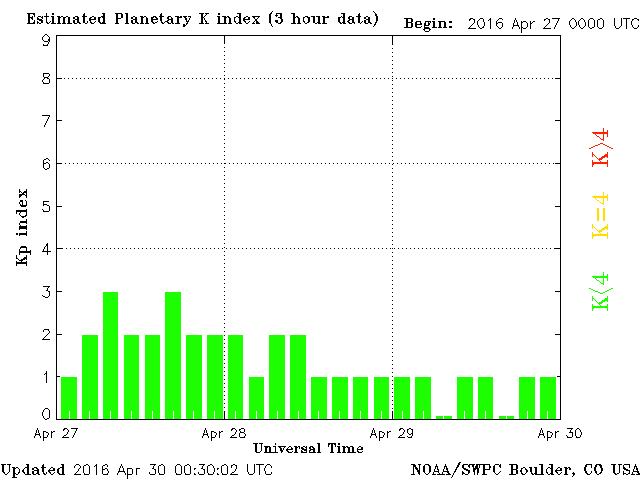 Estimated Planetary K index (3 hour data) Begin: 2016 Apr 27 0000 UTC
9
8
7
6
5
4
3
2
1
0
Kp index
K>4
K=4
K<4
Apr 27 Apr 28 Apr 29 Apr 30
Universal Time
Updated 2016 Apr 30 00:30:02 UTC NOAA/SWPC Boulder, CO USA